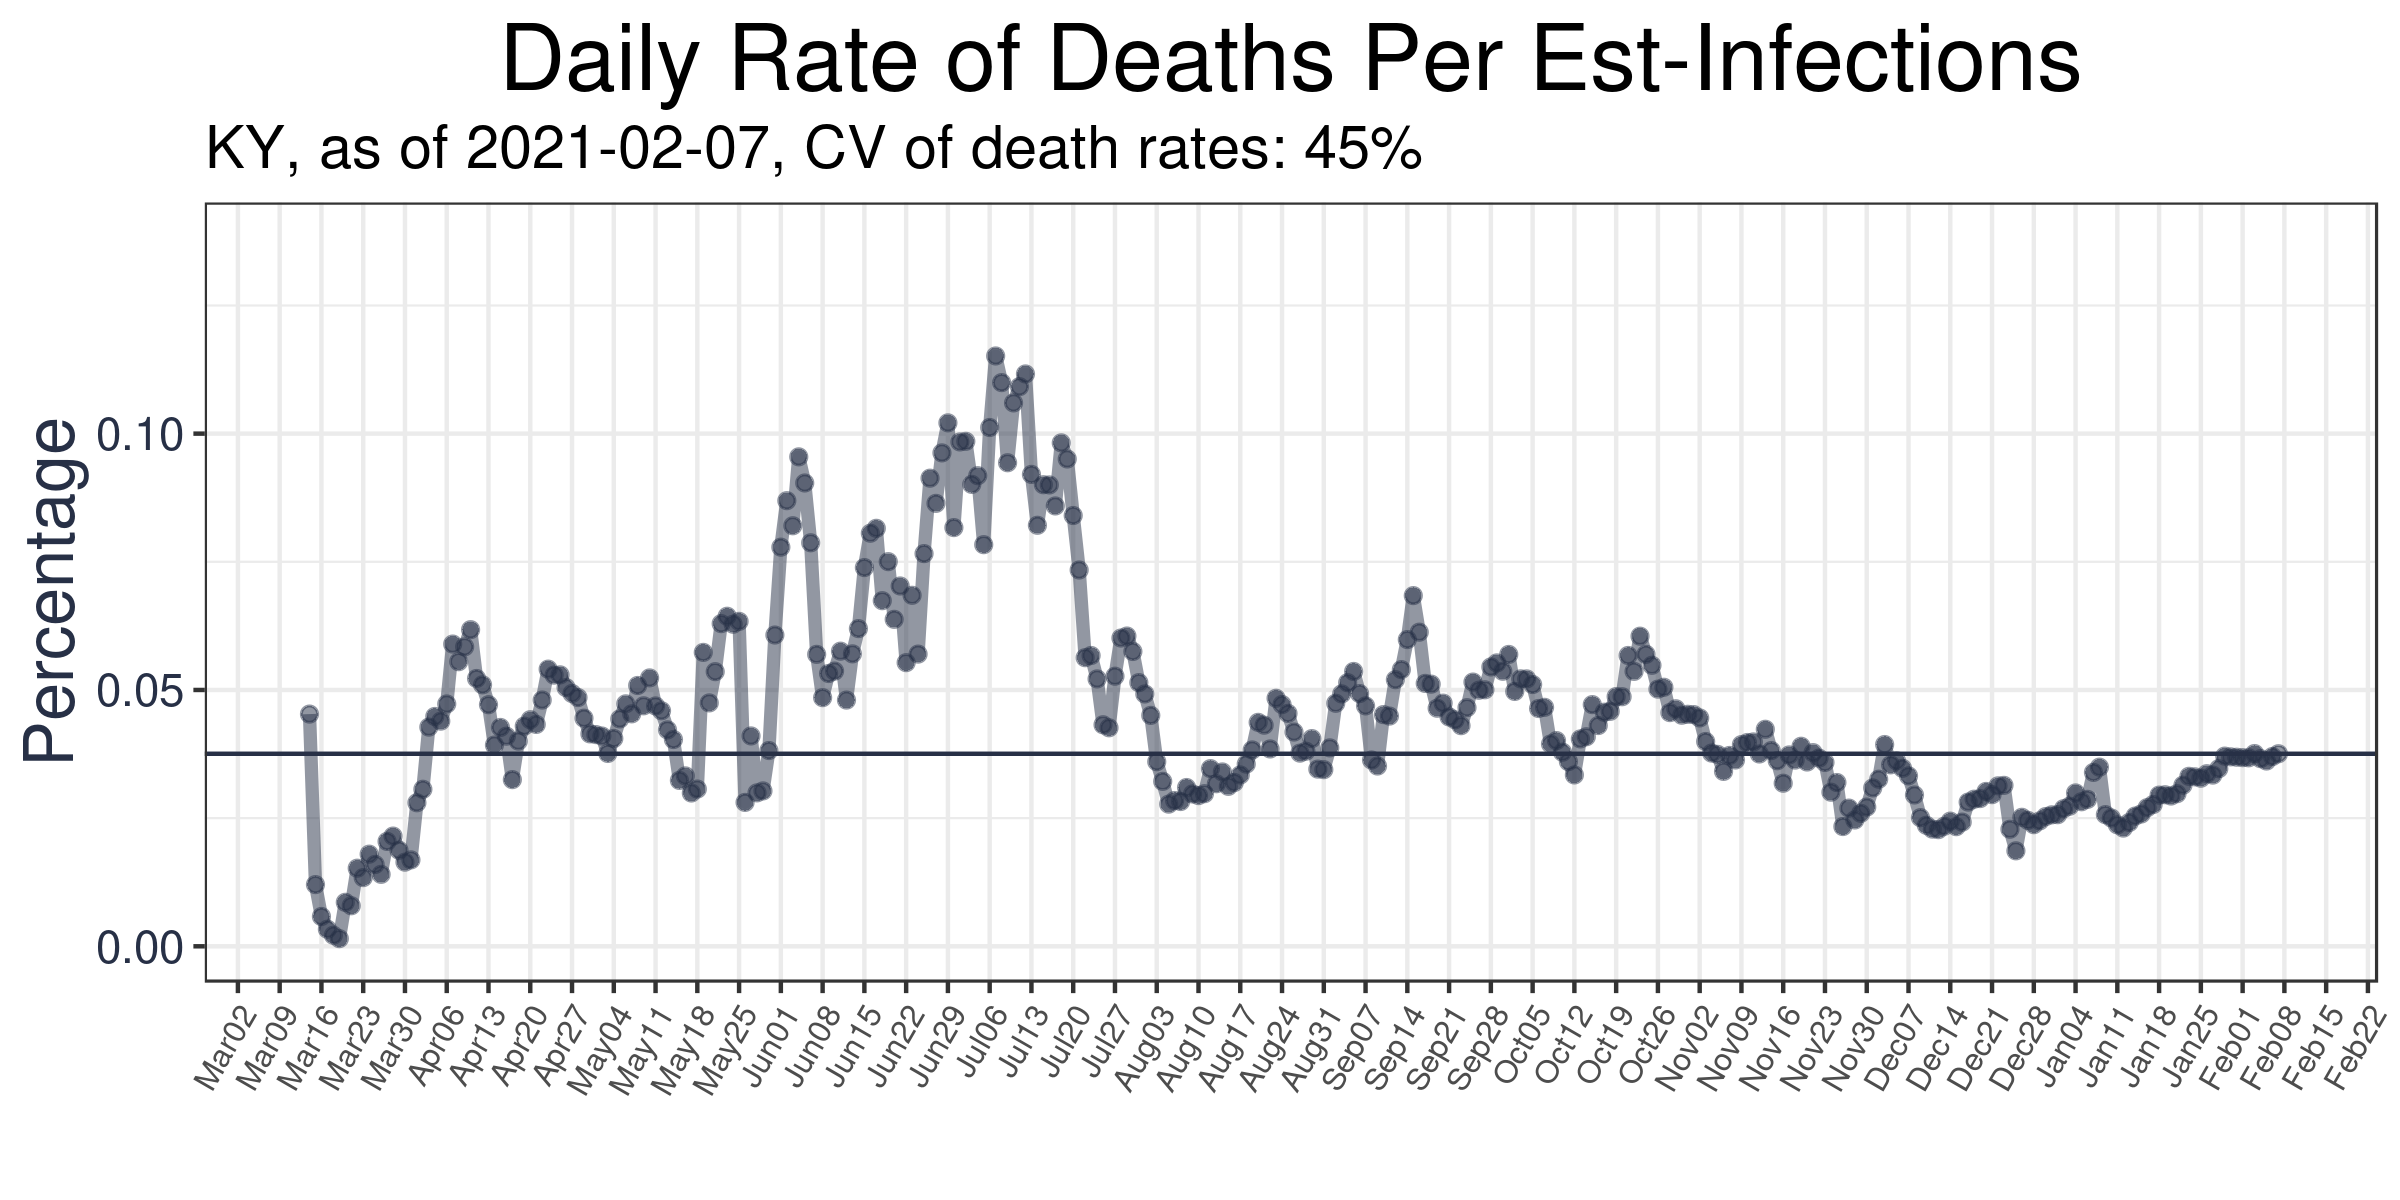 Daily Rate of Deaths Per Est-Infections
KY, as of 2021-02-07, CV of death rates: 45%
Percentage
0.10
0.05
0.00
Mar02 Mar09 Mar16 Mar23 Mar30 Apr06 Apr13 Apr20 Apr27 May04 May11 May18 May25 Jun01 Jun08 Jun15 Jun22 Jun29 Jul06 Jul13 Jul20 Jul27 Aug03 Aug10 Aug17 Aug24 Aug31 Sep07 Sep14 Sep21 Sep28 Oct05 Oct12 Oct19 Oct26 Nov02 Nov09 Nov16 Nov23 Nov30 Dec07 Dec14 Dec21 Dec28 Jan04 Jan11 Jan18 Jan25 Feb01 Feb08 Feb15 Feb22